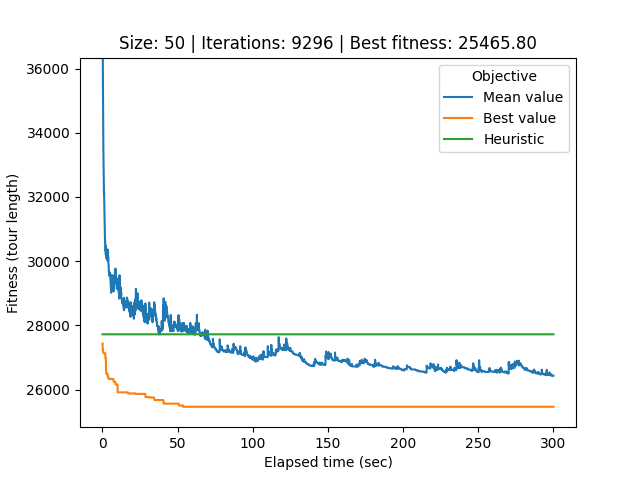 Size: 50 | Iterations: 9296 | Best fitness: 25465.80
Objective
Mean value
Best value
Heuristic
Fitness (tour length)
36000
34000
32000
30000
28000
26000
0 50 100 150 200 250 300
Elapsed time (sec)